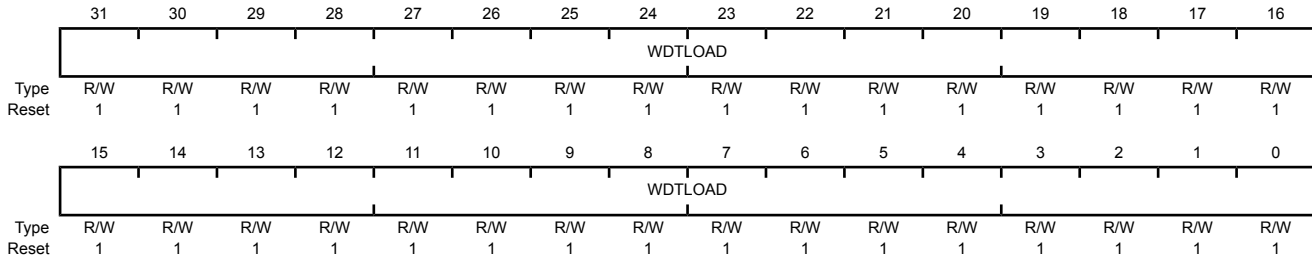 31 30 29 28 27 26 25 24 23 22 21 20 19 18 17 16
WDTLOAD
Type R/W R/W R/W R/W R/W R/W R/W R/W R/W R/W R/W R/W R/W R/W R/W R/W
Reset 1 1 1 1 1 1 1 1 1 1 1 1 1 1 1 1
15 14 13 12 11 10 9 8 7 6 5 4 3 2 1 0
WDTLOAD
Type R/W R/W R/W R/W R/W R/W R/W R/W R/W R/W R/W R/W R/W R/W R/W R/W
Reset 1 1 1 1 1 1 1 1 1 1 1 1 1 1 1 1